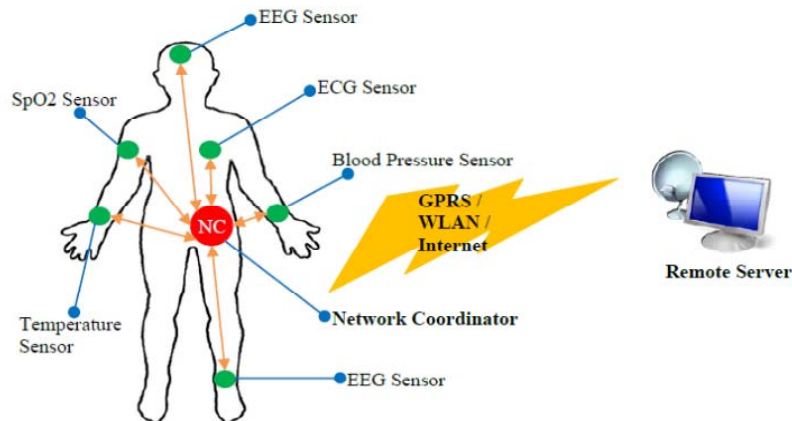 EEG Sensor
SpO2 Sensor
ECG Sensor
Blood Pressure Sensor
GPRS /
WLAN /
Internet
NC
Remote Server
Network Coordinator
Temperature
Sensor
EEG Sensor